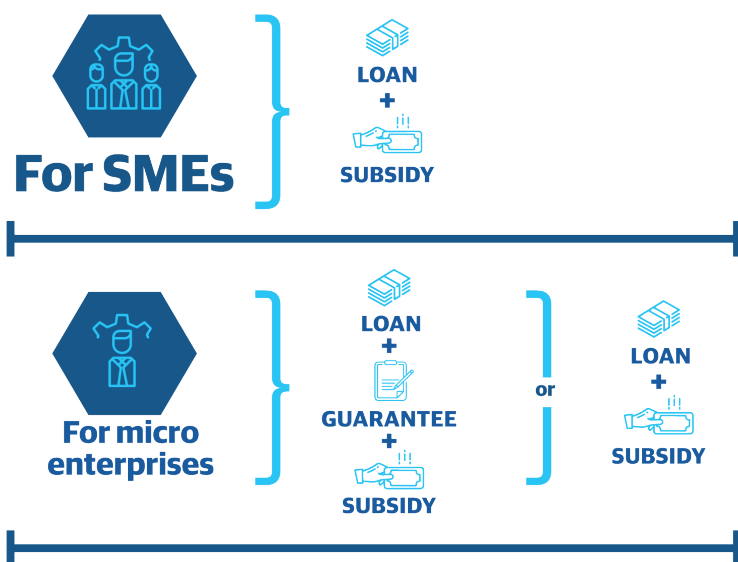 For SMEs
LOAN
+
SUBSIDY
For micro
enterprises
LOAN
+
GUARANTEE
+
SUBSIDY
or
LOAN
+
SUBSIDY